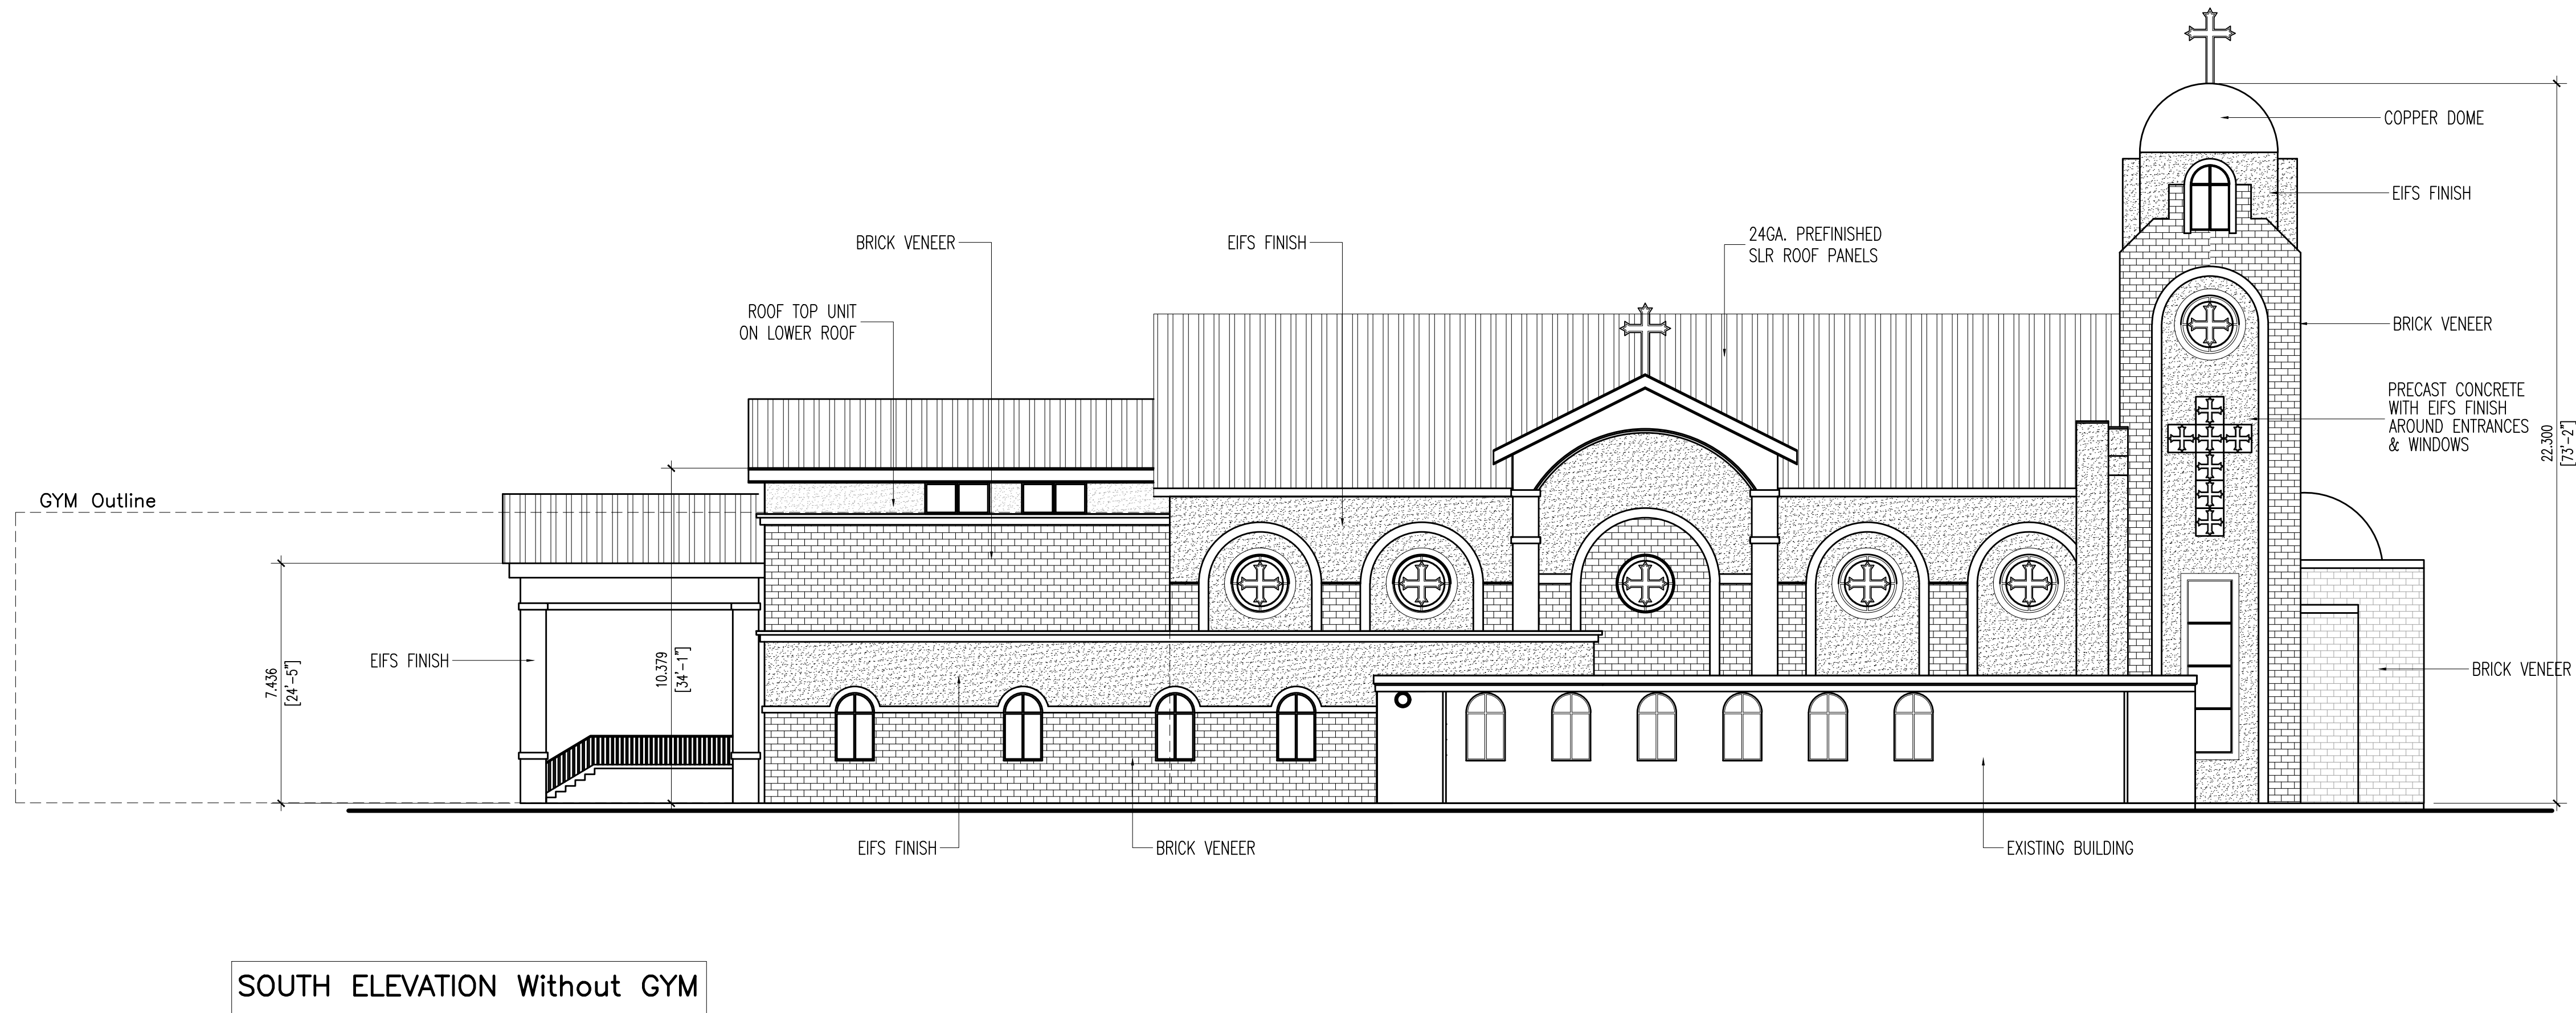 COPPER DOME
EIFS FINISH
24GA. PREFINISHED
SLR ROOF PANELS
BRICK VENEER
EIFS FINISH
ROOF TOP UNIT
ON LOWER ROOF
BRICK VENEER
PRECAST CONCRETE
WITH EIFS FINISH
AROUND ENTRANCES
& WINDOWS
22.300
[73'-2"]
GYM Outline
EIFS FINISH
7.436
[24'-5"]
10.379
[34'-1"]
BRICK VENEER
EIFS FINISH
BRICK VENEER
EXISTING BUILDING
SOUTH ELEVATION Without GYM